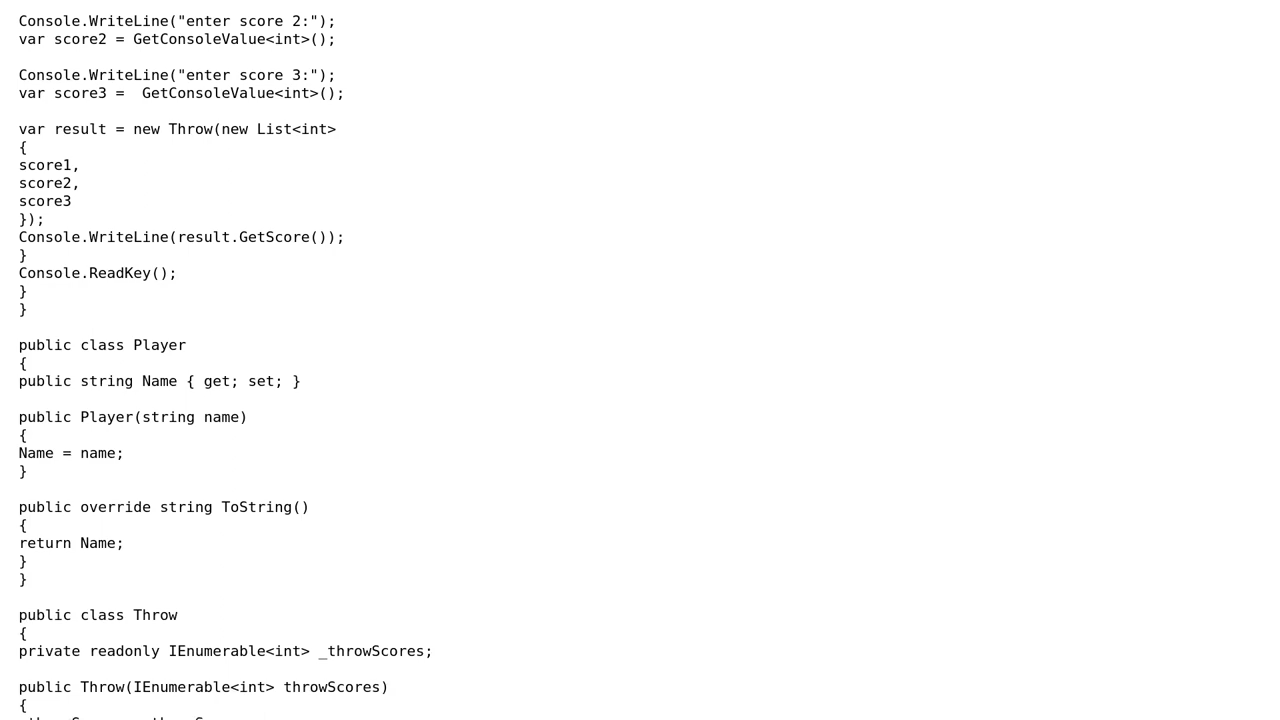 Console.WriteLine("enter score 2:");
var score2 = GetConsoleValue<int>();

Console.WriteLine("enter score 3:");
var score3 =  GetConsoleValue<int>();

var result = new Throw(new List<int>
{
score1,
score2,
score3
});
Console.WriteLine(result.GetScore());
}
Console.ReadKey();
}
}

public class Player
{
public string Name { get; set; }

public Player(string name)
{
Name = name;
}

public override string ToString()
{
return Name;
}
}

public class Throw
{
private readonly IEnumerable<int> _throwScores;

public Throw(IEnumerable<int> throwScores)
{